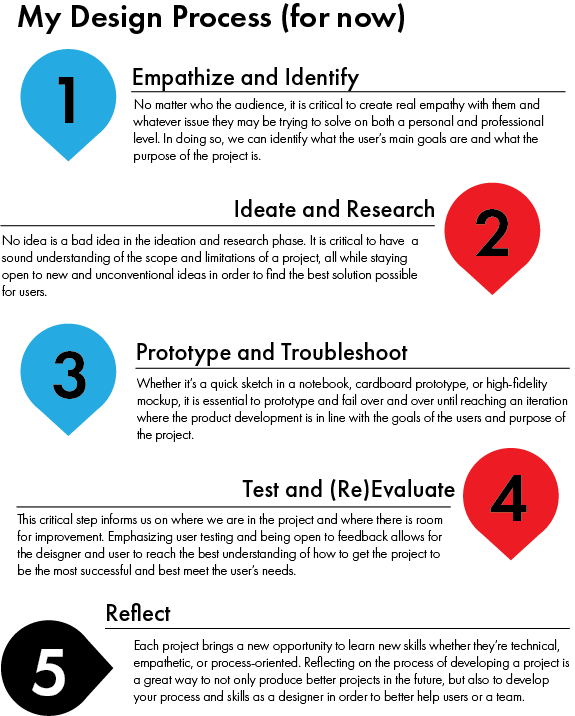 My Design Process (for now)
1
Empathize and Identify
No matter who the audience, it is critical to create real empathy with them and
whatever issue they may be trying to solve on both a personal and professional
level. In doing so, we can identify what the user's main goals are and what the
purpose of the project is.
Ideate and Research
2
No idea is a bad idea in the ideation and research phase. It is critical to have  a
sound understanding of the scope and limitations of a project, all while staying
open to new and unconventional ideas in order to find the best solution possible
for users.
3
Prototype and Troubleshoot
Whether it's a quick sketch in a notebook, cardboard prototype, or high-fidelity
mockup, it is essential to prototype and fail over and over until reaching an iteration
where the product development is in line with the goals of the users and purpose of
the project.
Test and (Re)Evaluate
4
This critical step informs us on where we are in the project and where there is room
for improvement. Emphasizing user testing and being open to feedback allows for
the deisgner and user to reach the best understanding of how to get the project to
be the most successful and best meet the user's needs.
5
Reflect
Each project brings a new opportunity to learn new skills whether they're technical,
empathetic, or process-oriented. Reflecting on the process of developing a project is
a great way to not only produce better projects in the future, but also to develop
your process and skills as a designer in order to better help users or a team.